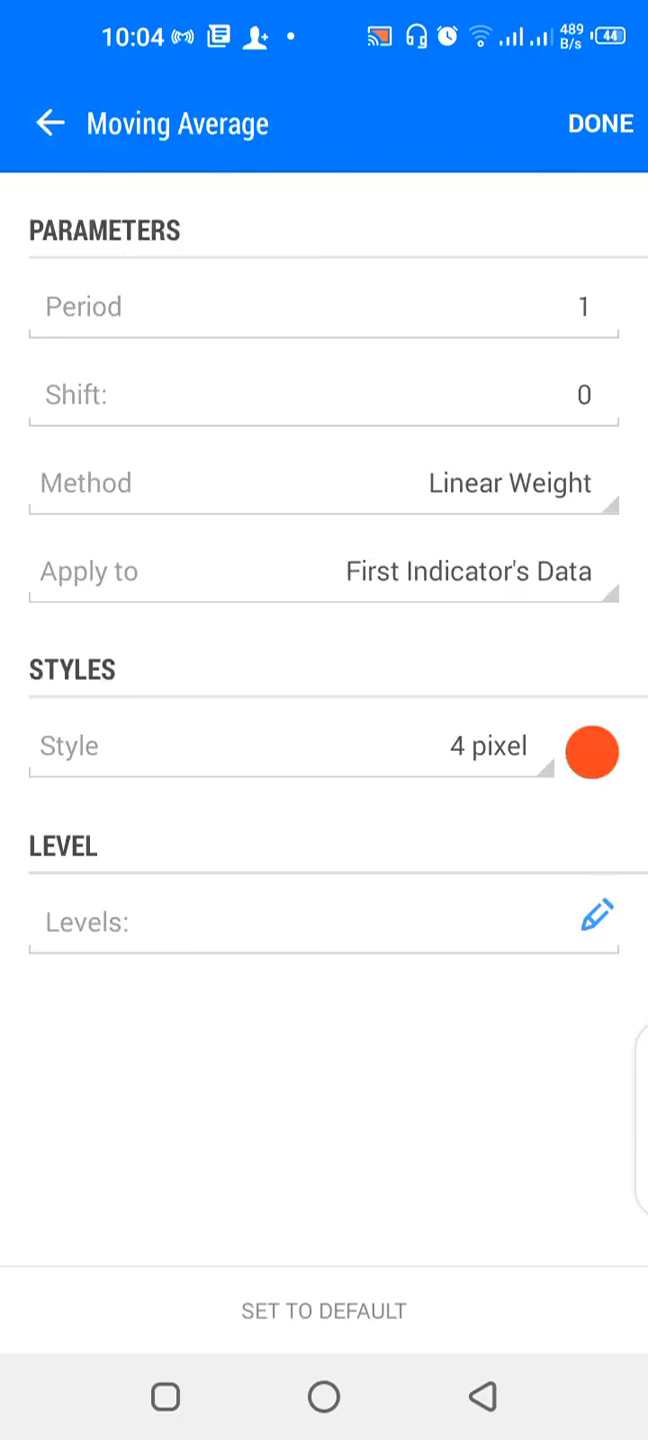 10:04 489 B/s 44
Moving Average DONE
PARAMETERS
Period 1
Shift: 0
Method Linear Weight
Apply to First Indicator's Data
STYLES
Style 4 pixel
LEVEL
Levels:
SET TO DEFAULT